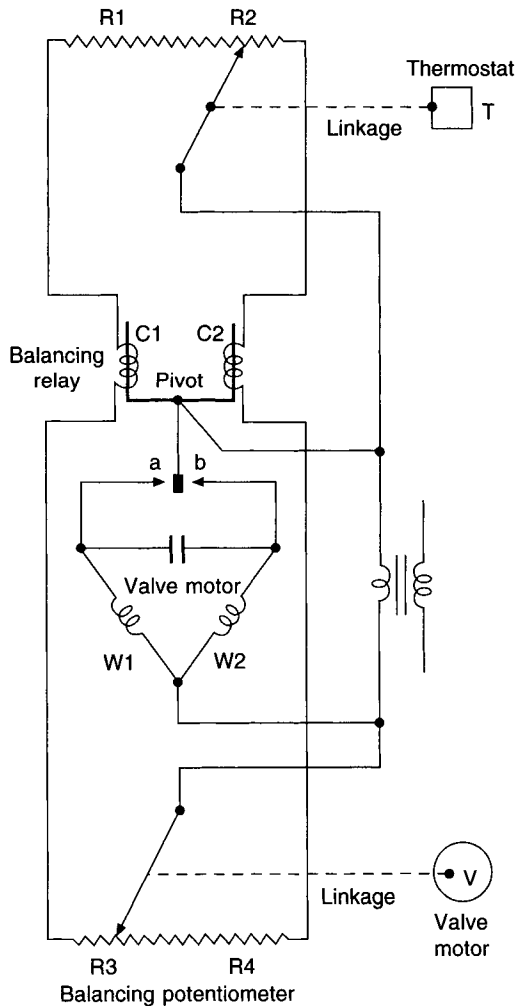 R1 R2
Thermostat
T
Linkage
C1 C2
Balancing
relay
Pivot
a b
Valve motor
W1 W2
V
Linkage
Valve
motor
R3 R4
Balancing potentiometer